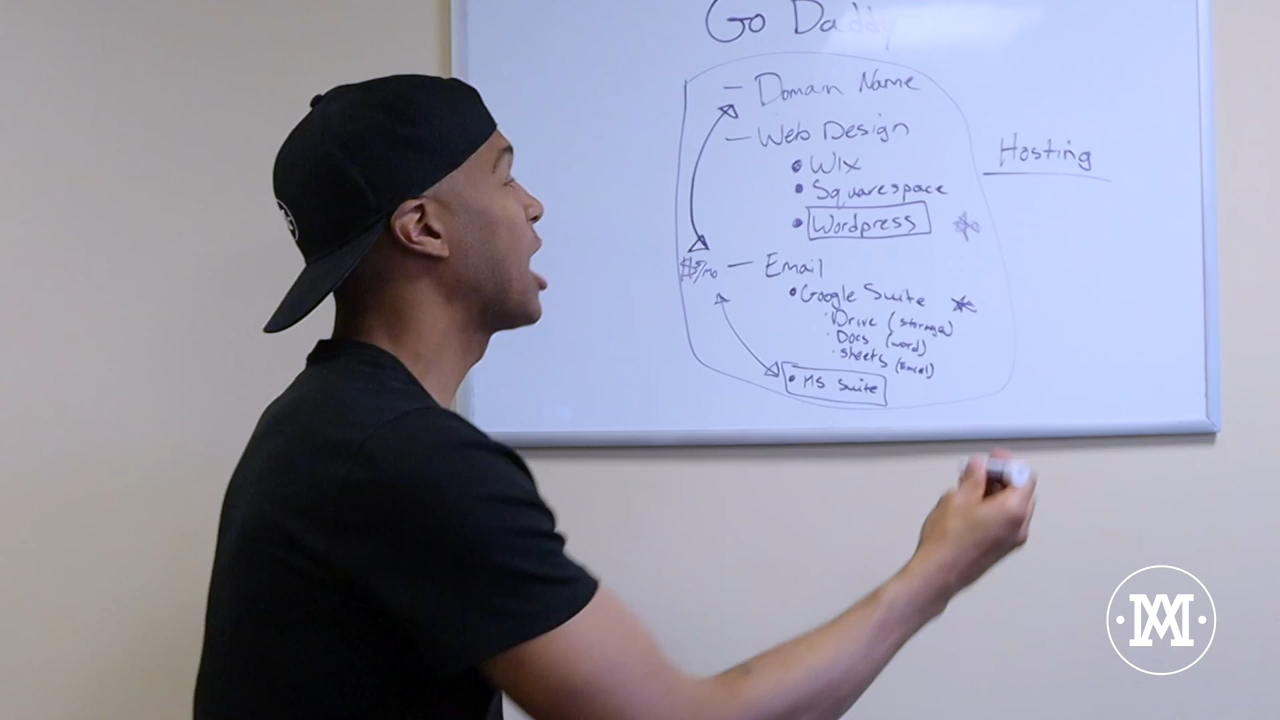 Go Daddy
— Domain Name
— Web Design
• Wix
• Squarespace
• Wordpress
Hosting
$5/mo — Email
• Google Suite
· Drive (storage)
· Docs (word)
· sheets (Excel)
• MS Suite